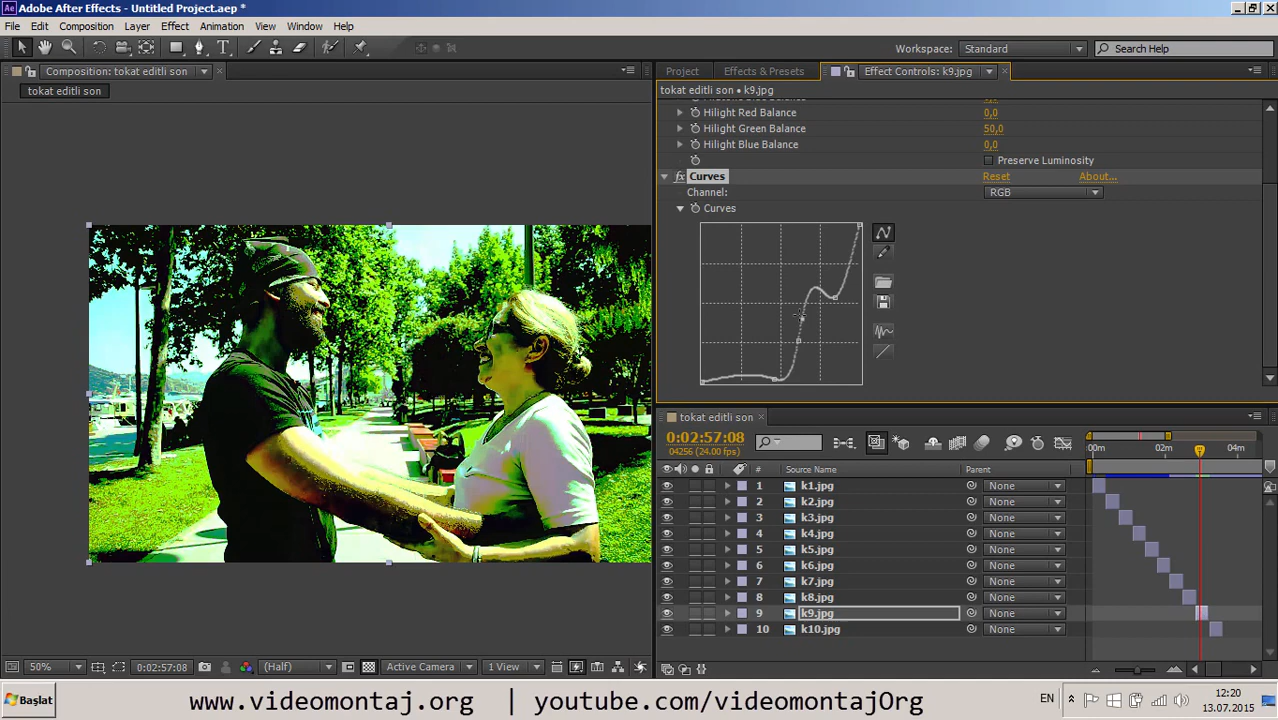 Adobe After Effects - Untitled Project.aep *
File Edit Composition Layer Effect Animation View Window Help
Workspace: Standard Search Help
Composition: tokat editli son
Project Effects & Presets Effect Controls: k9.jpg
tokat editli son
tokat editli son • k9.jpg
Hilight Red Balance 0,0
Hilight Green Balance 50,0
Hilight Blue Balance 0,0
Preserve Luminosity
fx Curves Reset About...
Channel: RGB
Curves
tokat editli son
0:02:57:08
04256 (24.00 fps)
00m 02m 04m
# Source Name Parent
1 k1.jpg None
2 k2.jpg None
3 k3.jpg None
4 k4.jpg None
5 k5.jpg None
6 k6.jpg None
7 k7.jpg None
8 k8.jpg None
9 k9.jpg None
10 k10.jpg None
50% 0:02:57:08 (Half) Active Camera 1 View
Başlat
www.videomontaj.org | youtube.com/videomontajOrg
EN
12:20
13.07.2015